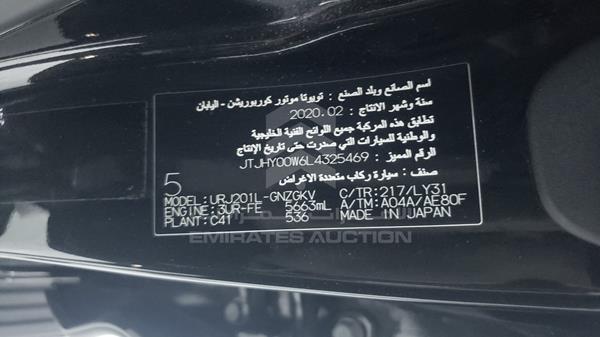 اسم الصانع وبلد الصنع : تويوتا موتور كوربوريشن - اليابان
سنة وشهر الانتاج : 2020.02
تطابق هذه المركبة جميع اللوائح الفنية الخليجية
والوطنية للسيارات التي صدرت حتى تاريخ الإنتاج
الرقم المميز : JTJHY00W6L4325469
صنف : سيارة ركاب متعددة الاغراض
5
MODEL: URJ201L-GNZGKV C/TR: 217/LY31
ENGINE: 3UR-FE 5663mL A/TM: A04A/AE80F
PLANT: C41 536 MADE IN JAPAN
EMIRATES AUCTION